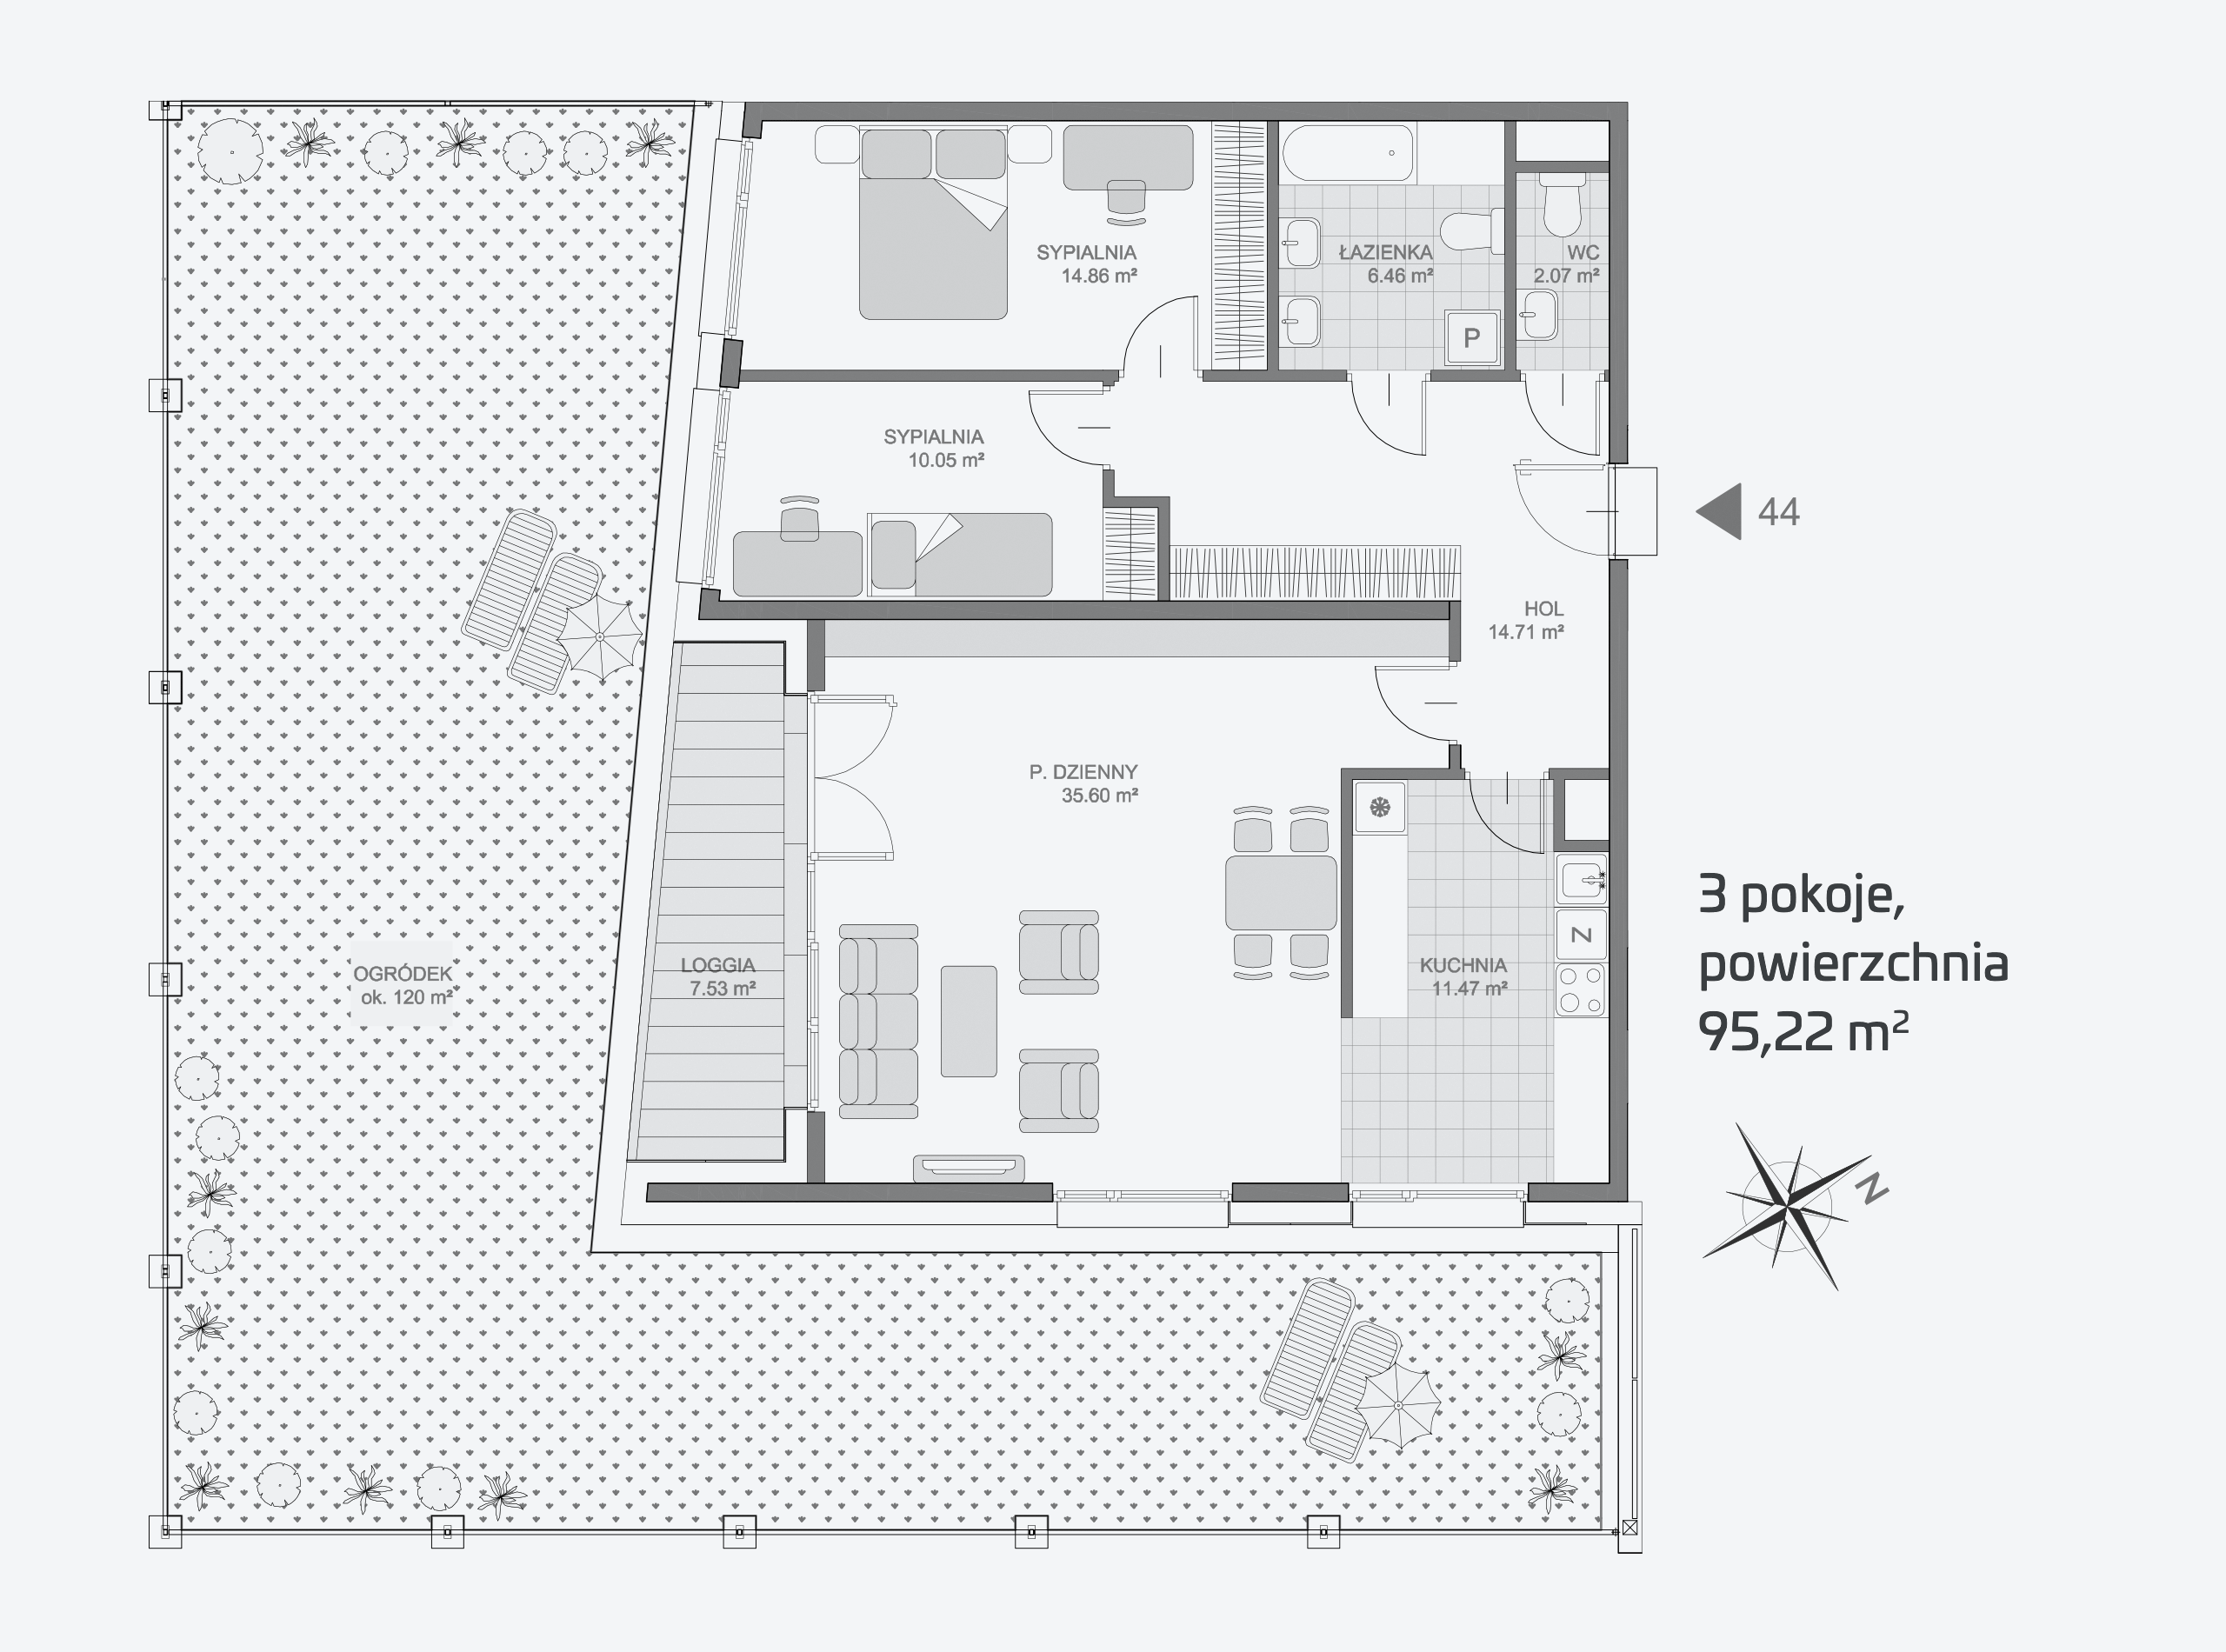 SYPIALNIA
14.86 m²
ŁAZIENKA
6.46 m²
WC
2.07 m²
P
SYPIALNIA
10.05 m²
44
HOL
14.71 m²
P. DZIENNY
35.60 m²
3 pokoje,
powierzchnia
95,22 m²
OGRÓDEK
ok. 120 m²
LOGGIA
7.53 m²
KUCHNIA
11.47 m²
Z
N